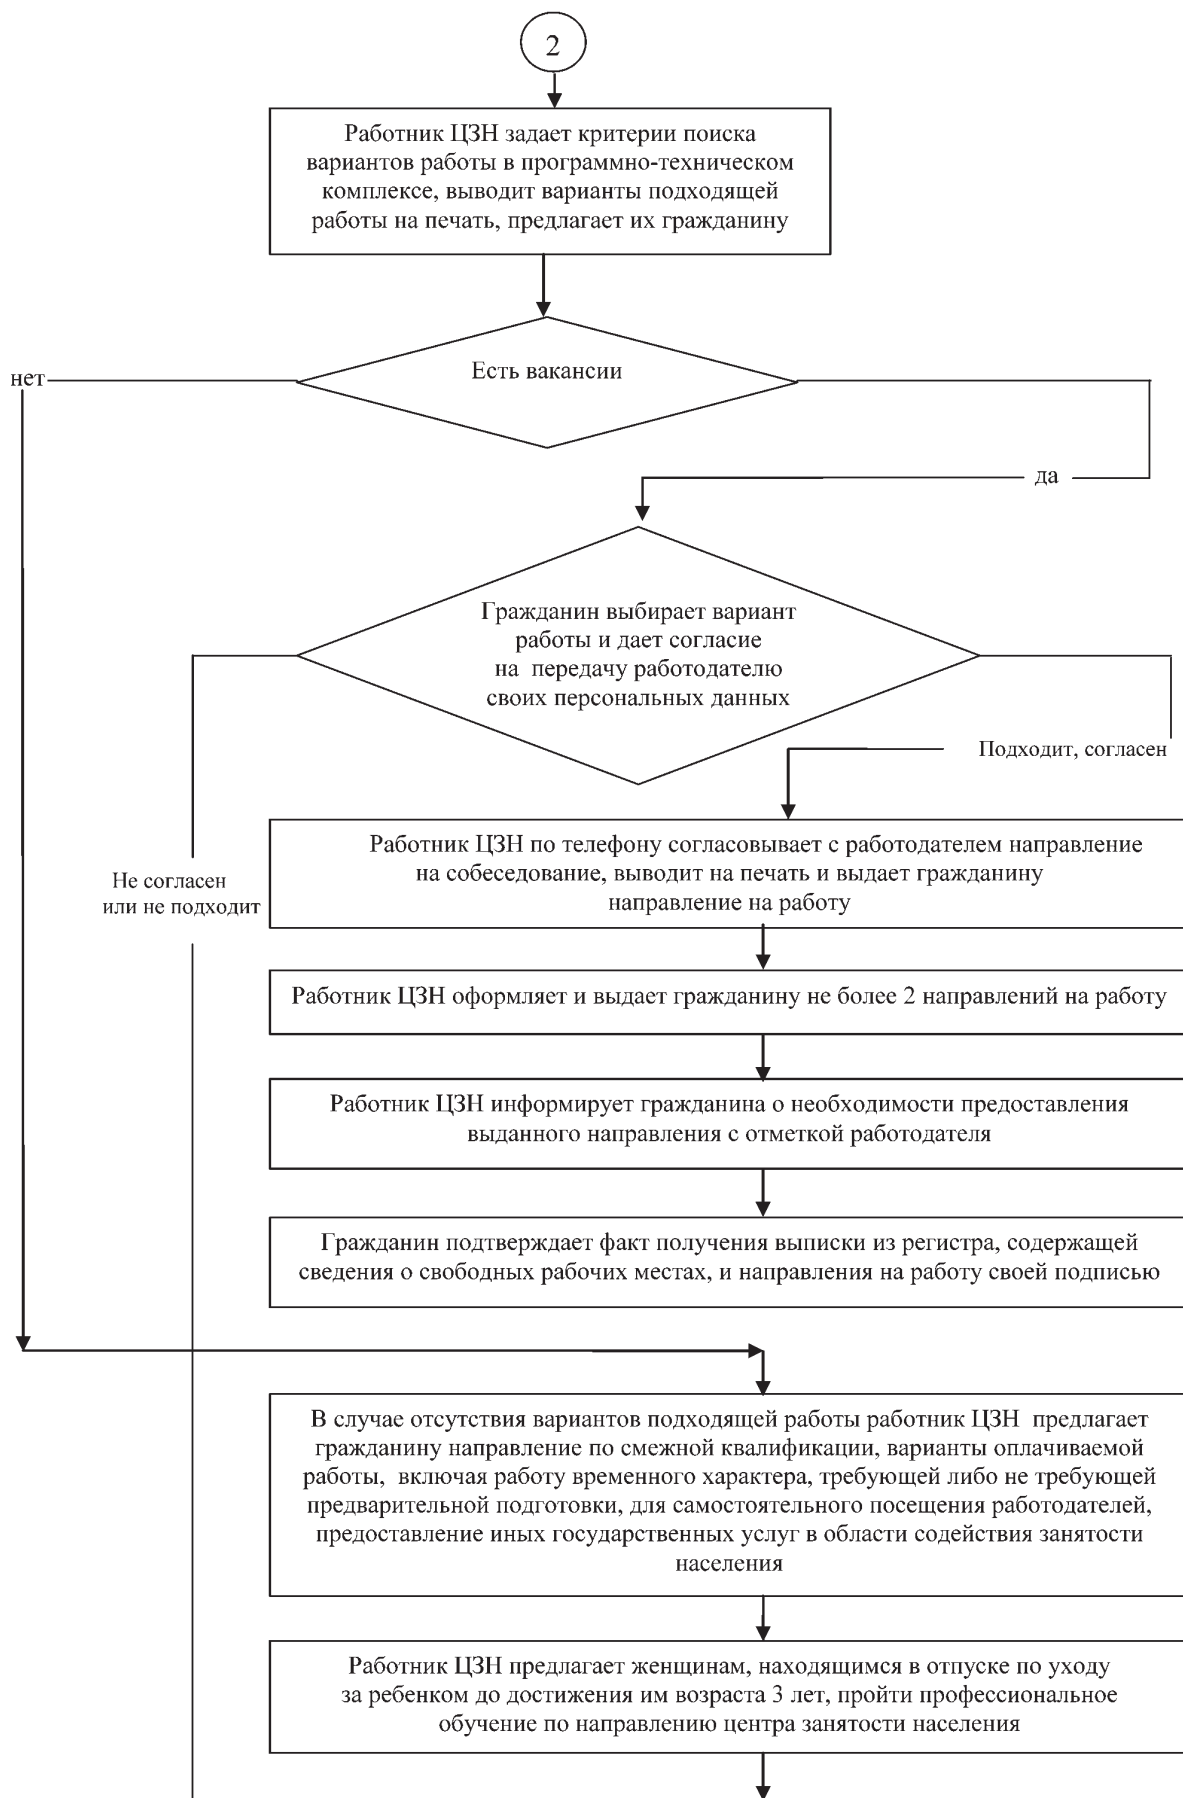 2
Работник ЦЗН задает критерии поиска
вариантов работы в программно-техническом
комплексе, выводит варианты подходящей
работы на печать, предлагает их гражданину
Есть вакансии
нет
да
Гражданин выбирает вариант
работы и дает согласие
на передачу работодателю
своих персональных данных
Подходит, согласен
Работник ЦЗН по телефону согласовывает с работодателем направление
на собеседование, выводит на печать и выдает гражданину
направление на работу
Не согласен
или не подходит
Работник ЦЗН оформляет и выдает гражданину не более 2 направлений на работу
Работник ЦЗН информирует гражданина о необходимости предоставления
выданного направления с отметкой работодателя
Гражданин подтверждает факт получения выписки из регистра, содержащей
сведения о свободных рабочих местах, и направления на работу своей подписью
В случае отсутствия вариантов подходящей работы работник ЦЗН предлагает
гражданину направление по смежной квалификации, варианты оплачиваемой
работы, включая работу временного характера, требующей либо не требующей
предварительной подготовки, для самостоятельного посещения работодателей,
предоставление иных государственных услуг в области содействия занятости
населения
Работник ЦЗН предлагает женщинам, находящимся в отпуске по уходу
за ребенком до достижения им возраста 3 лет, пройти профессиональное
обучение по направлению центра занятости населения